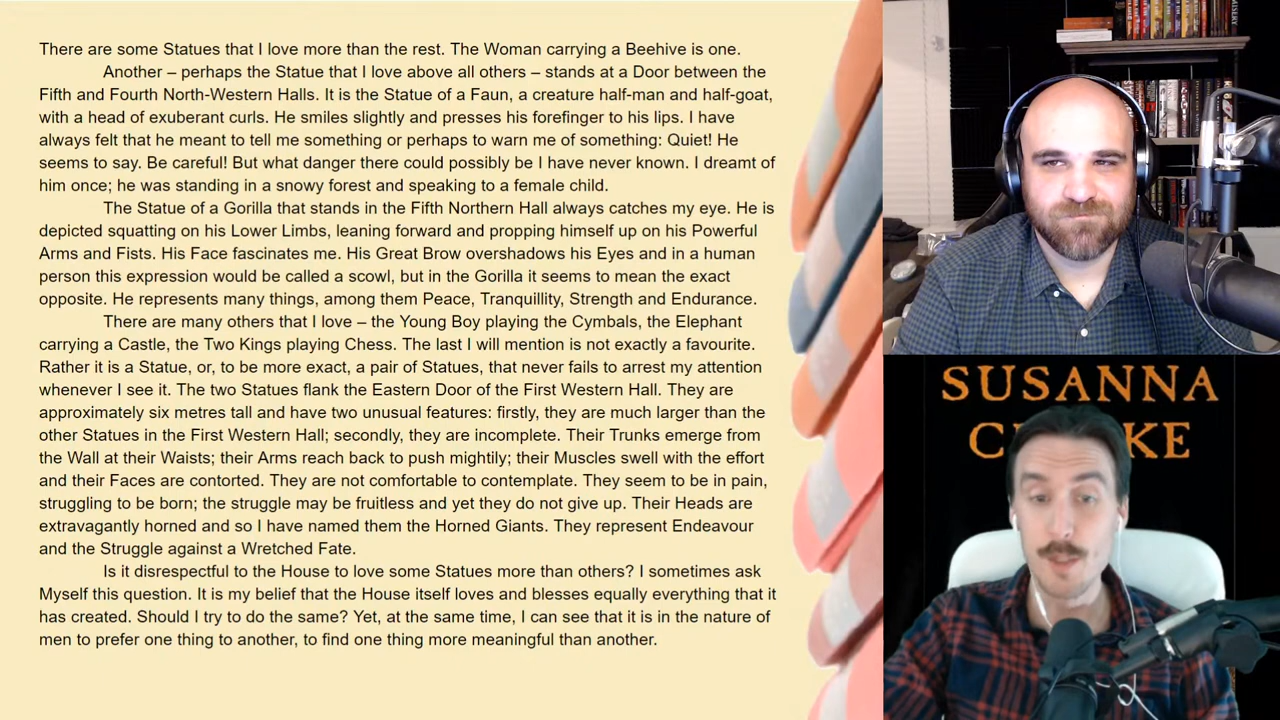 There are some Statues that I love more than the rest. The Woman carrying a Beehive is one.
Another – perhaps the Statue that I love above all others – stands at a Door between the
Fifth and Fourth North-Western Halls. It is the Statue of a Faun, a creature half-man and half-goat,
with a head of exuberant curls. He smiles slightly and presses his forefinger to his lips. I have
always felt that he meant to tell me something or perhaps to warn me of something: Quiet! He
seems to say. Be careful! But what danger there could possibly be I have never known. I dreamt of
him once; he was standing in a snowy forest and speaking to a female child.
The Statue of a Gorilla that stands in the Fifth Northern Hall always catches my eye. He is
depicted squatting on his Lower Limbs, leaning forward and propping himself up on his Powerful
Arms and Fists. His Face fascinates me. His Great Brow overshadows his Eyes and in a human
person this expression would be called a scowl, but in the Gorilla it seems to mean the exact
opposite. He represents many things, among them Peace, Tranquillity, Strength and Endurance.
There are many others that I love – the Young Boy playing the Cymbals, the Elephant
carrying a Castle, the Two Kings playing Chess. The last I will mention is not exactly a favourite.
Rather it is a Statue, or, to be more exact, a pair of Statues, that never fails to arrest my attention
whenever I see it. The two Statues flank the Eastern Door of the First Western Hall. They are
approximately six metres tall and have two unusual features: firstly, they are much larger than the
other Statues in the First Western Hall; secondly, they are incomplete. Their Trunks emerge from
the Wall at their Waists; their Arms reach back to push mightily; their Muscles swell with the effort
and their Faces are contorted. They are not comfortable to contemplate. They seem to be in pain,
struggling to be born; the struggle may be fruitless and yet they do not give up. Their Heads are
extravagantly horned and so I have named them the Horned Giants. They represent Endeavour
and the Struggle against a Wretched Fate.
Is it disrespectful to the House to love some Statues more than others? I sometimes ask
Myself this question. It is my belief that the House itself loves and blesses equally everything that it
has created. Should I try to do the same? Yet, at the same time, I can see that it is in the nature of
men to prefer one thing to another, to find one thing more meaningful than another.
SUSANNA